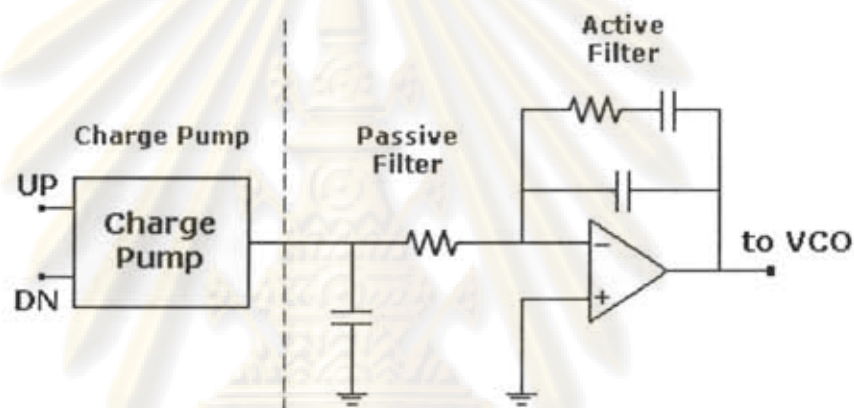 Active
Filter
Charge Pump
Passive
Filter
UP
Charge
Pump
DN
−
+
to VCO